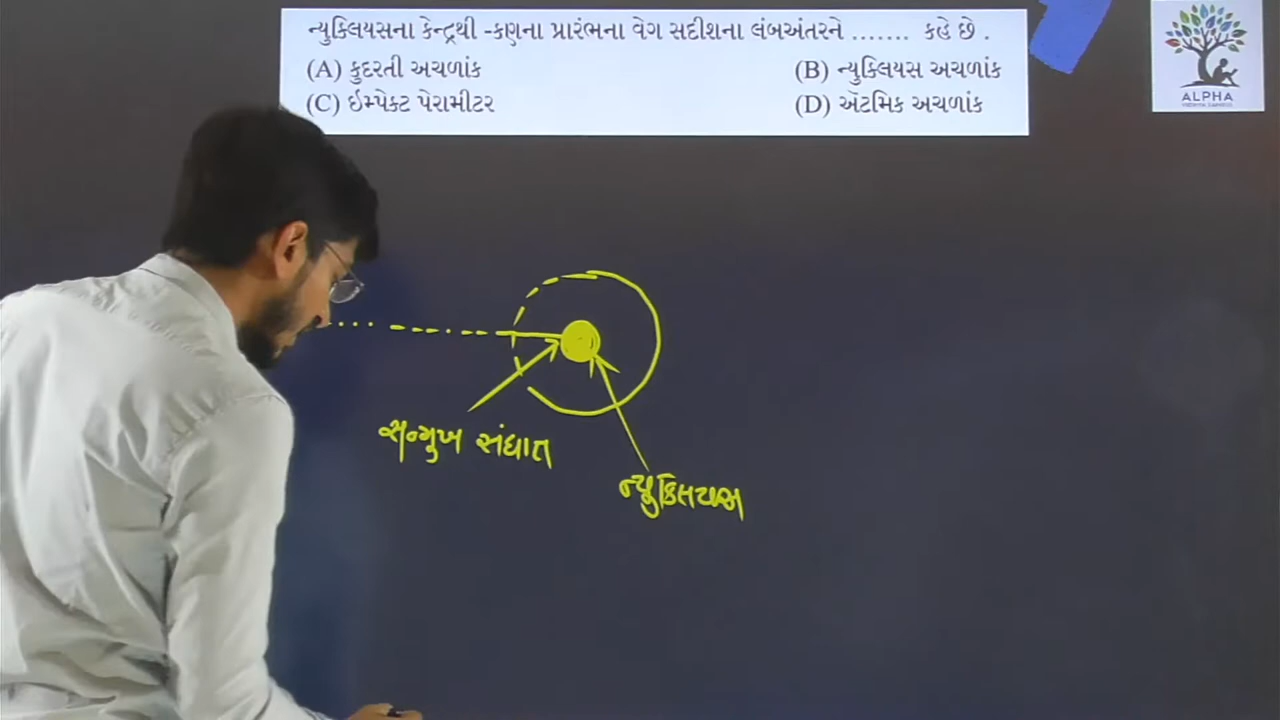 ન્યુક્લિયસના કેન્દ્રથી -કણના પ્રારંભના વેગ સદીશના લંબઅંતરને ....... કહે છે .
(A) કુદરતી અચળાંક (B) ન્યુક્લિયસ અચળાંક
(C) ઇમ્પેક્ટ પેરામીટર (D) ઍટમિક અચળાંક
ALPHA
સન્મુખ સંઘાત
ન્યુક્લિયસ